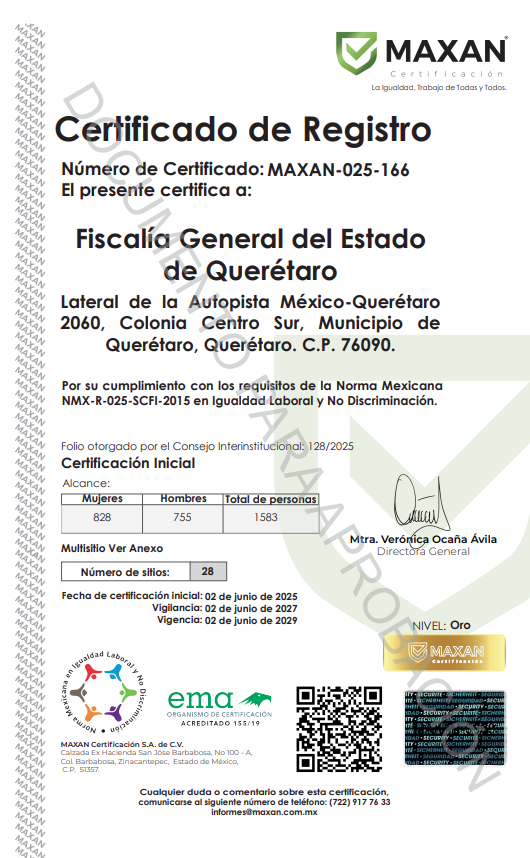 MAXAN®
Certificación
La Igualdad, Trabajo de Todas y Todos.
Certificado de Registro
Número de Certificado: MAXAN-025-166
El presente certifica a:
Fiscalía General del Estado
de Querétaro
Lateral de la Autopista México-Querétaro
2060, Colonia Centro Sur, Municipio de
Querétaro, Querétaro. C.P. 76090.
Por su cumplimiento con los requisitos de la Norma Mexicana
NMX-R-025-SCFI-2015 en Igualdad Laboral y No Discriminación.
Folio otorgado por el Consejo Interinstitucional: 128/2025
Certificación Inicial
Alcance:
Mujeres Hombres Total de personas
828 755 1583
Multisitio Ver Anexo
Número de sitios: 28
Mtra. Verónica Ocaña Ávila
Directora General
Fecha de certificación inicial: 02 de junio de 2025
Vigilancia: 02 de junio de 2027
Vigencia: 02 de junio de 2029
NIVEL: Oro
MAXAN
Certificación
Norma Mexicana en Igualdad Laboral y No Discriminación
ema
ORGANISMO DE CERTIFICACIÓN
ACREDITADO 155/19
MAXAN Certificación S.A. de C.V.
Calzada Ex Hacienda San Jóse Barbabosa, No 100 - A,
Col. Barbabosa, Zinacantepec, Estado de México,
C.P. 51357.
SECURITE • SICHERHEIT • SEGURIDAD • SECURITY
Cualquier duda o comentario sobre esta certificación,
comunicarse al siguiente número de teléfono: (722) 917 76 33
informes@maxan.com.mx
DOCUMENTO PARA APROBACIÓN